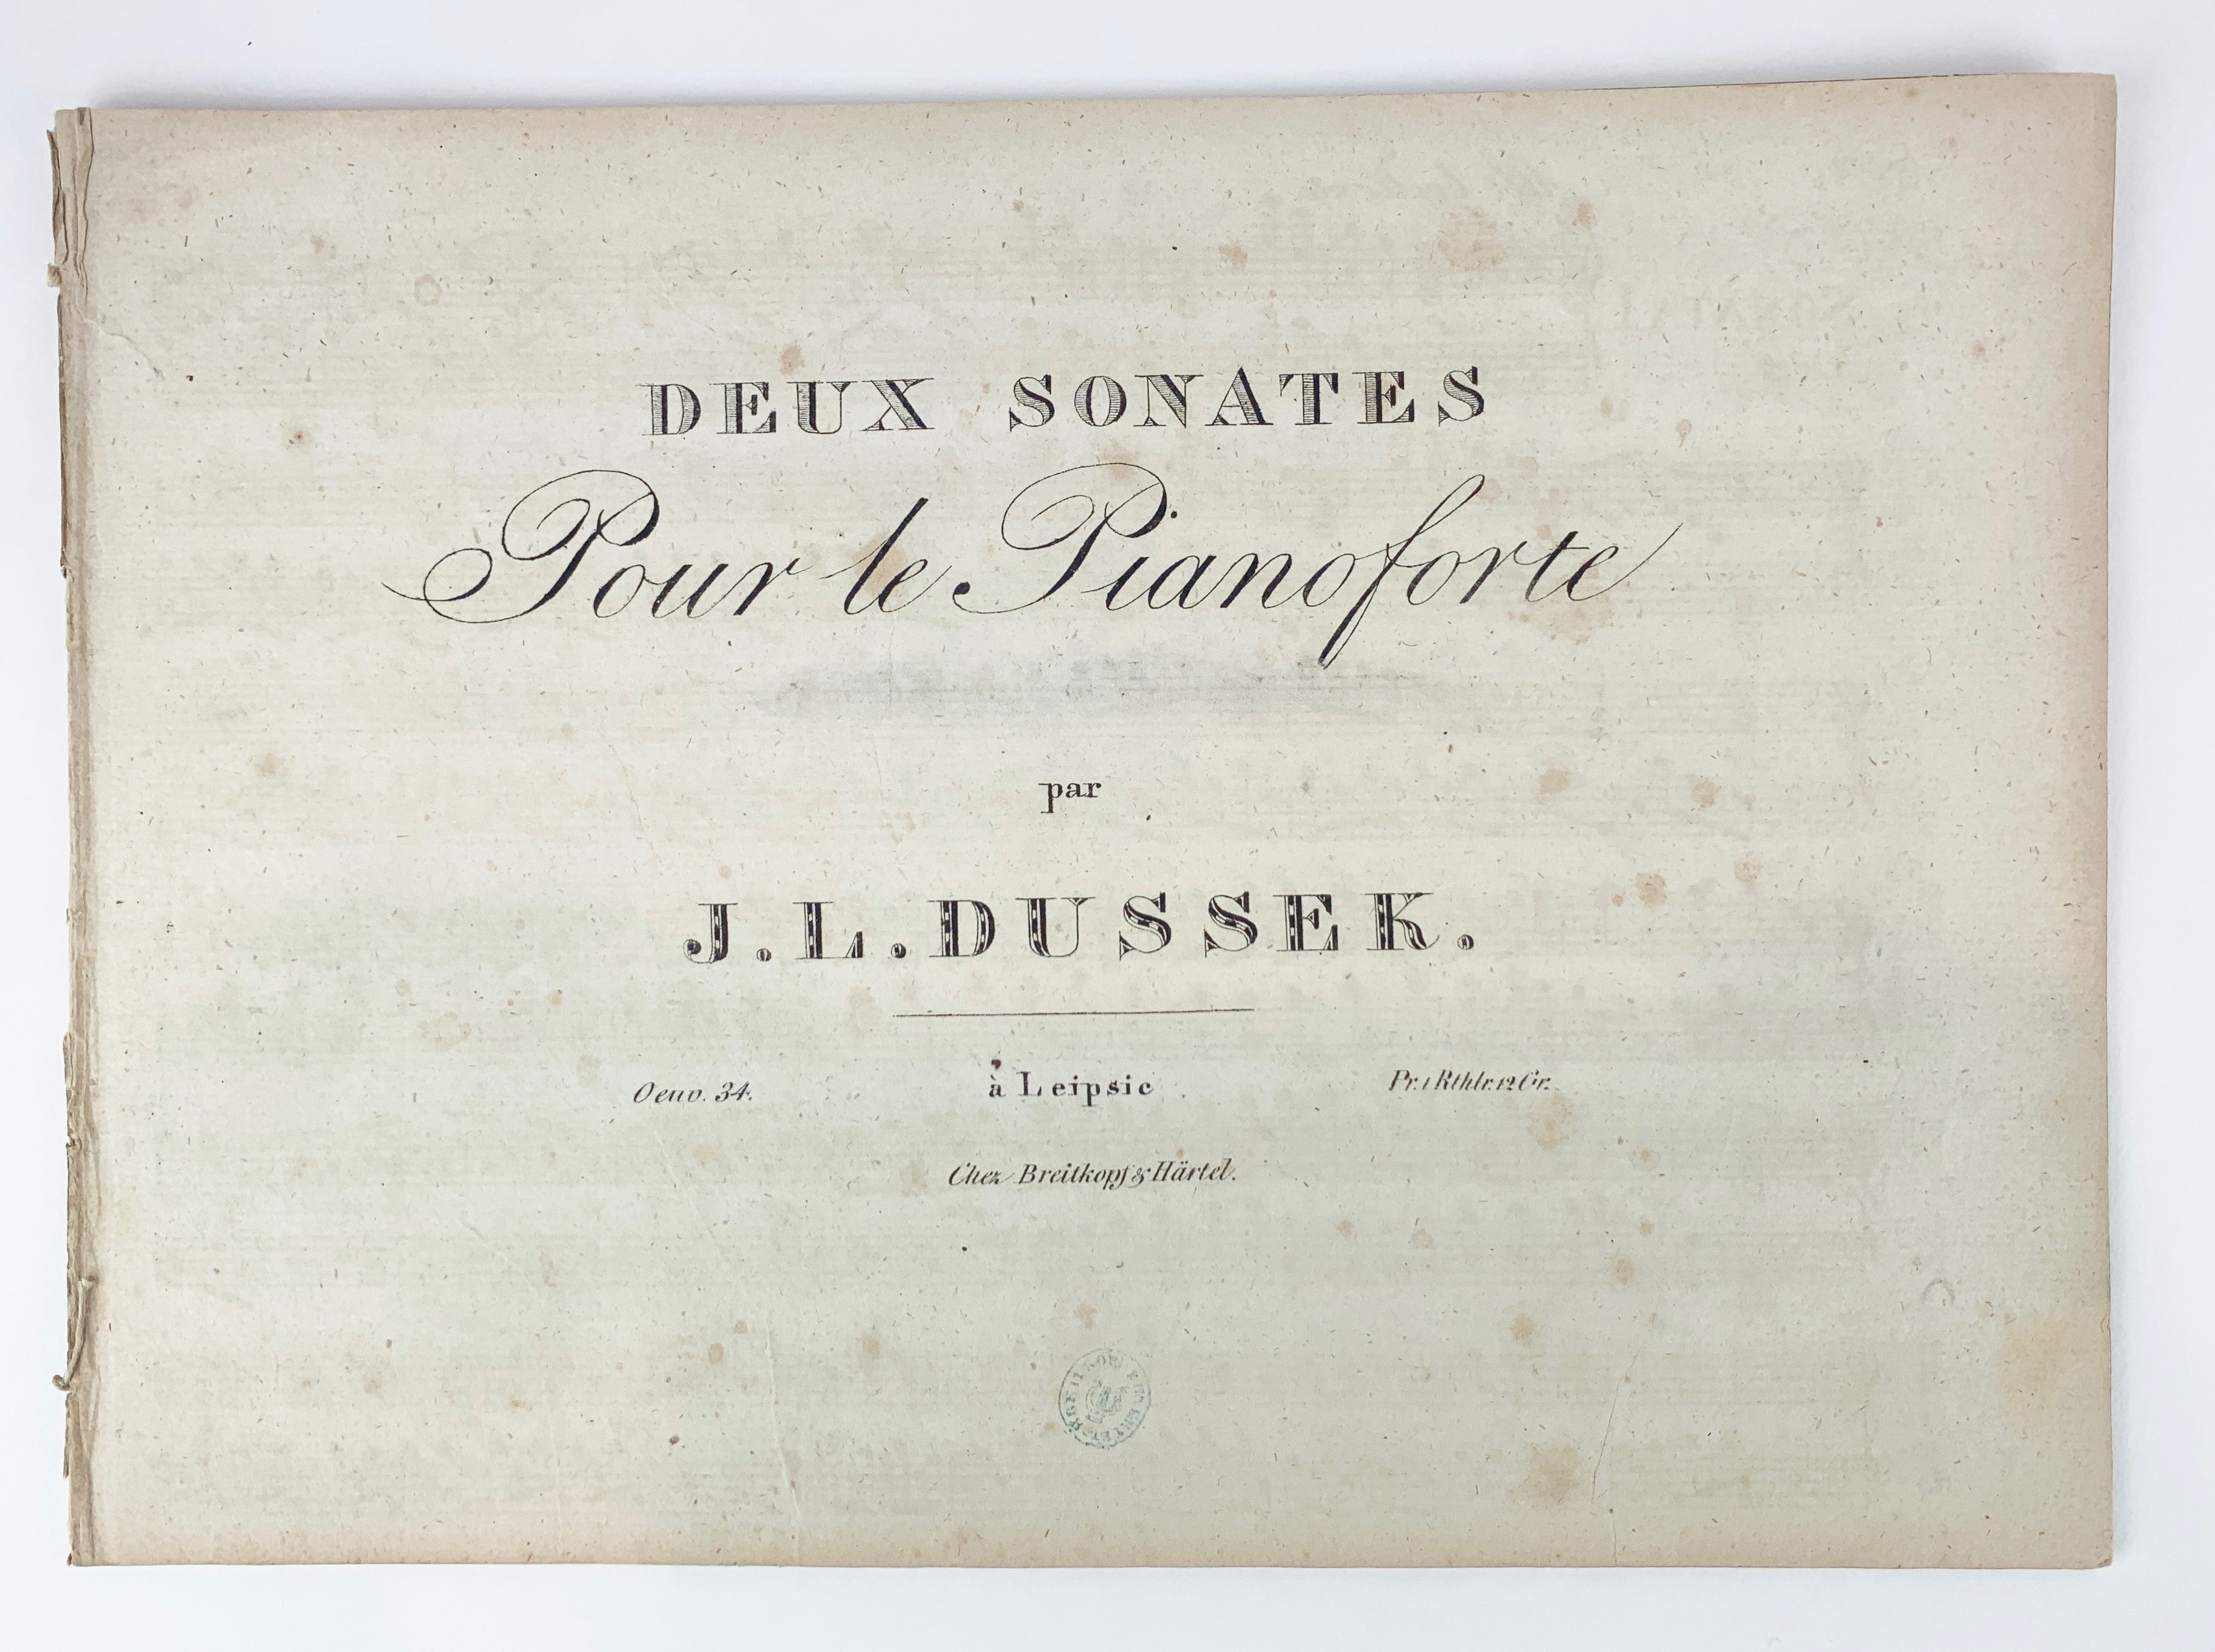 DEUX SONATES
Pour le Pianoforte
par
J. L. DUSSEK.
Oeuv. 34.
à Leipsic
Pr. 1 Rthlr. 12 Gr.
Chez Breitkopf & Härtel.